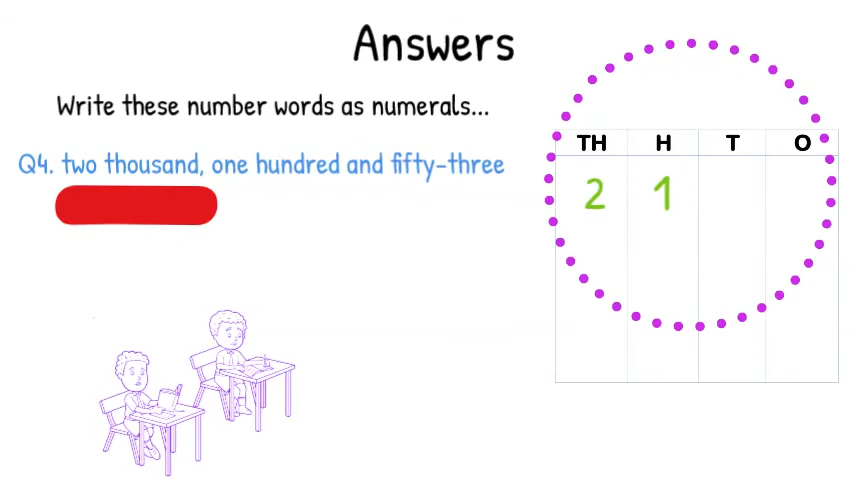 Answers
Write these number words as numerals...
Q4. two thousand, one hundred and fifty-three
TH H T O
2 1